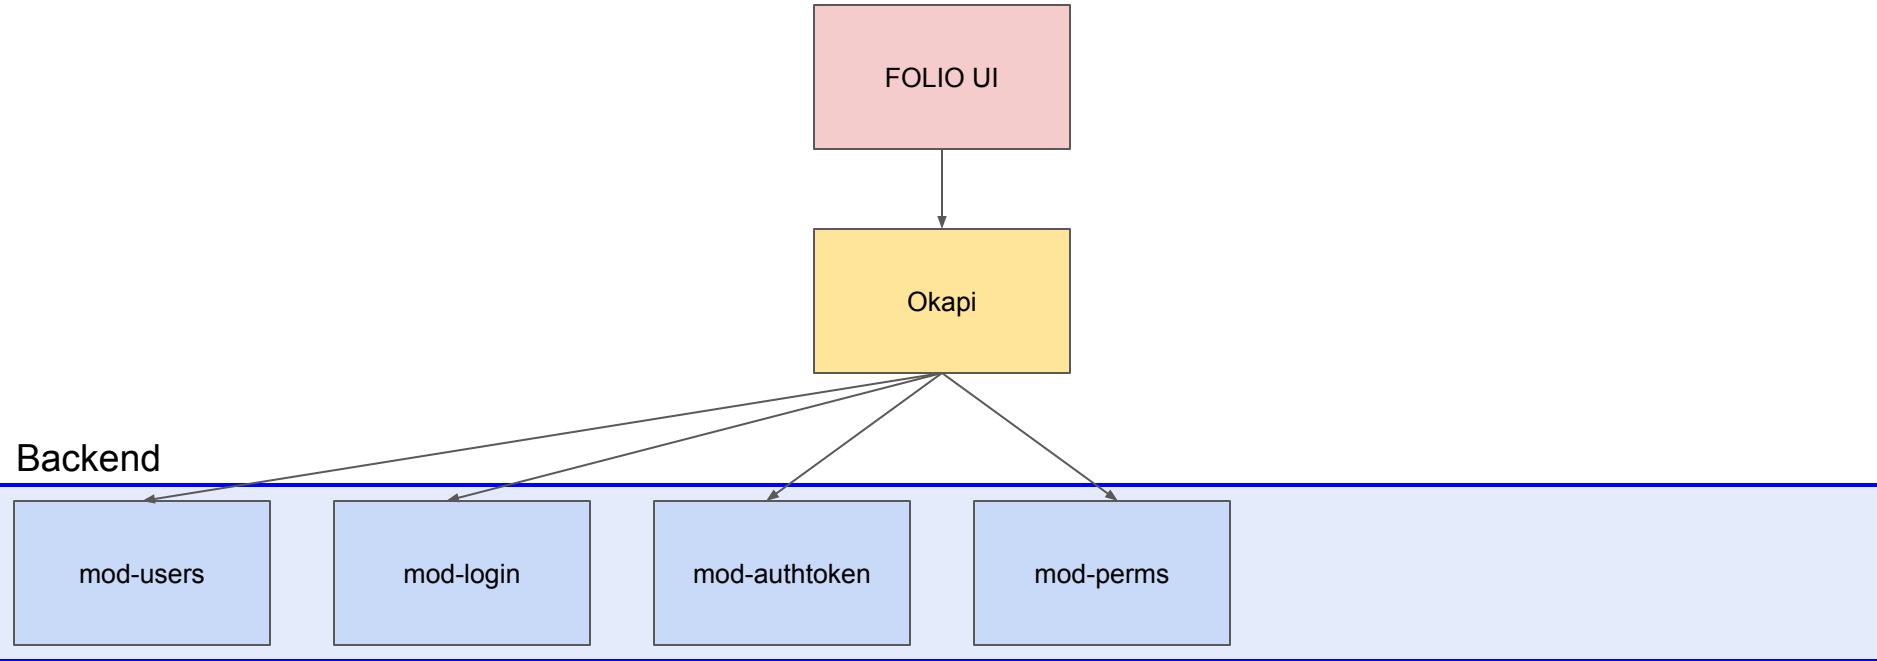 FOLIO UI
Okapi
Backend
mod-users
mod-login
mod-authtoken
mod-perms